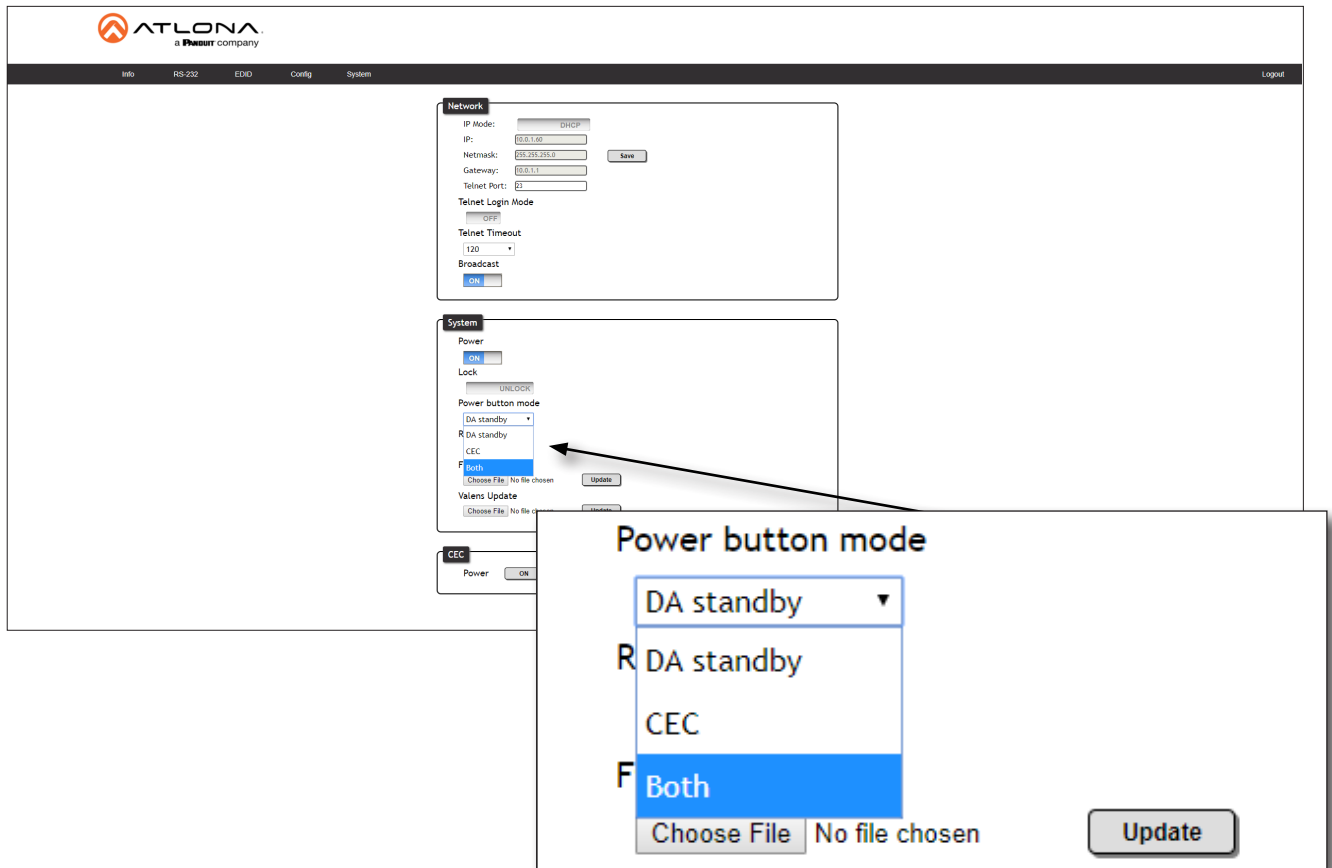 ATLONA
a PANDUIT company
Info RS-232 EDID Config System Logout
Network
IP Mode: DHCP
IP: 10.0.1.60
Netmask: 255.255.255.0 Save
Gateway: 10.0.1.1
Telnet Port: 23
Telnet Login Mode
OFF
Telnet Timeout
120
Broadcast
ON
System
Power
ON
Lock
UNLOCK
Power button mode
DA standby
R DA standby
CEC
F Both
Choose File No file chosen Update
Valens Update
Choose File No file chosen Update
CEC
Power ON
Power button mode
DA standby
R DA standby
CEC
F Both
Choose File No file chosen Update